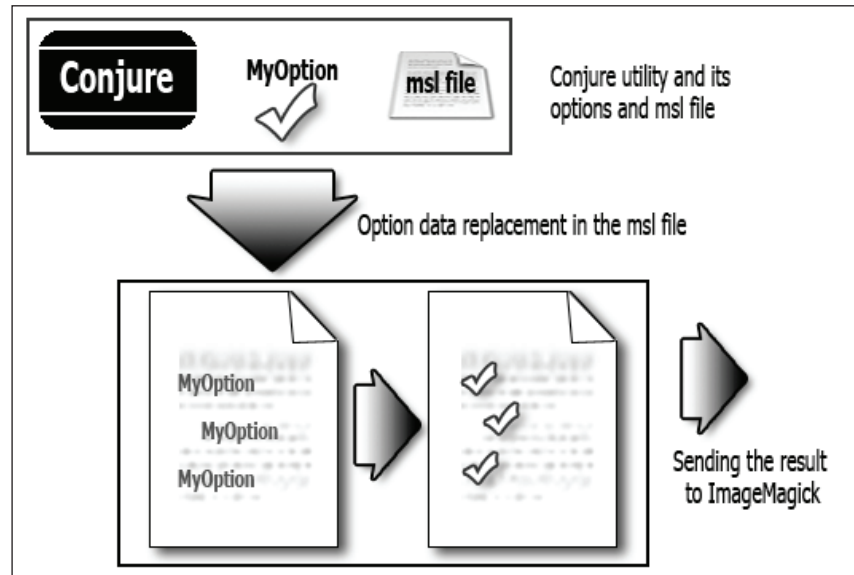 Conjure
MyOption
msl file
Conjure utility and its
options and msl file
Option data replacement in the msl file
MyOption
MyOption
MyOption
Sending the result
to ImageMagick